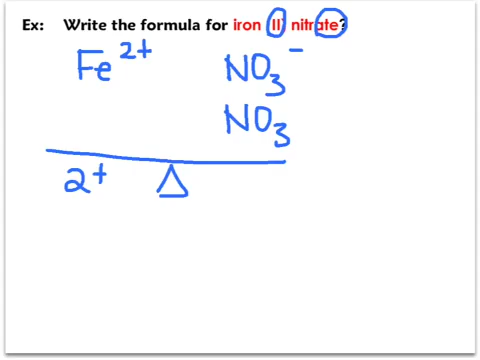 Ex: Write the formula for iron (II) nitrate?
Fe²⁺ NO₃⁻
NO₃
2⁺